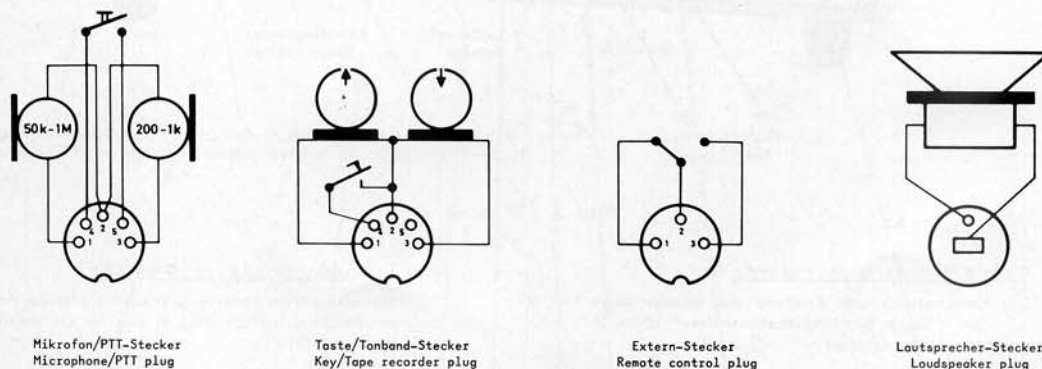 50k-1M
200-1k
4 2 5
1 3
Mikrofon/PTT-Stecker
Microphone/PTT plug
4 2 5
1 3
Taste/Tonband-Stecker
Key/Tape recorder plug
2
1 3
Extern-Stecker
Remote control plug
Lautsprecher-Stecker
Loudspeaker plug